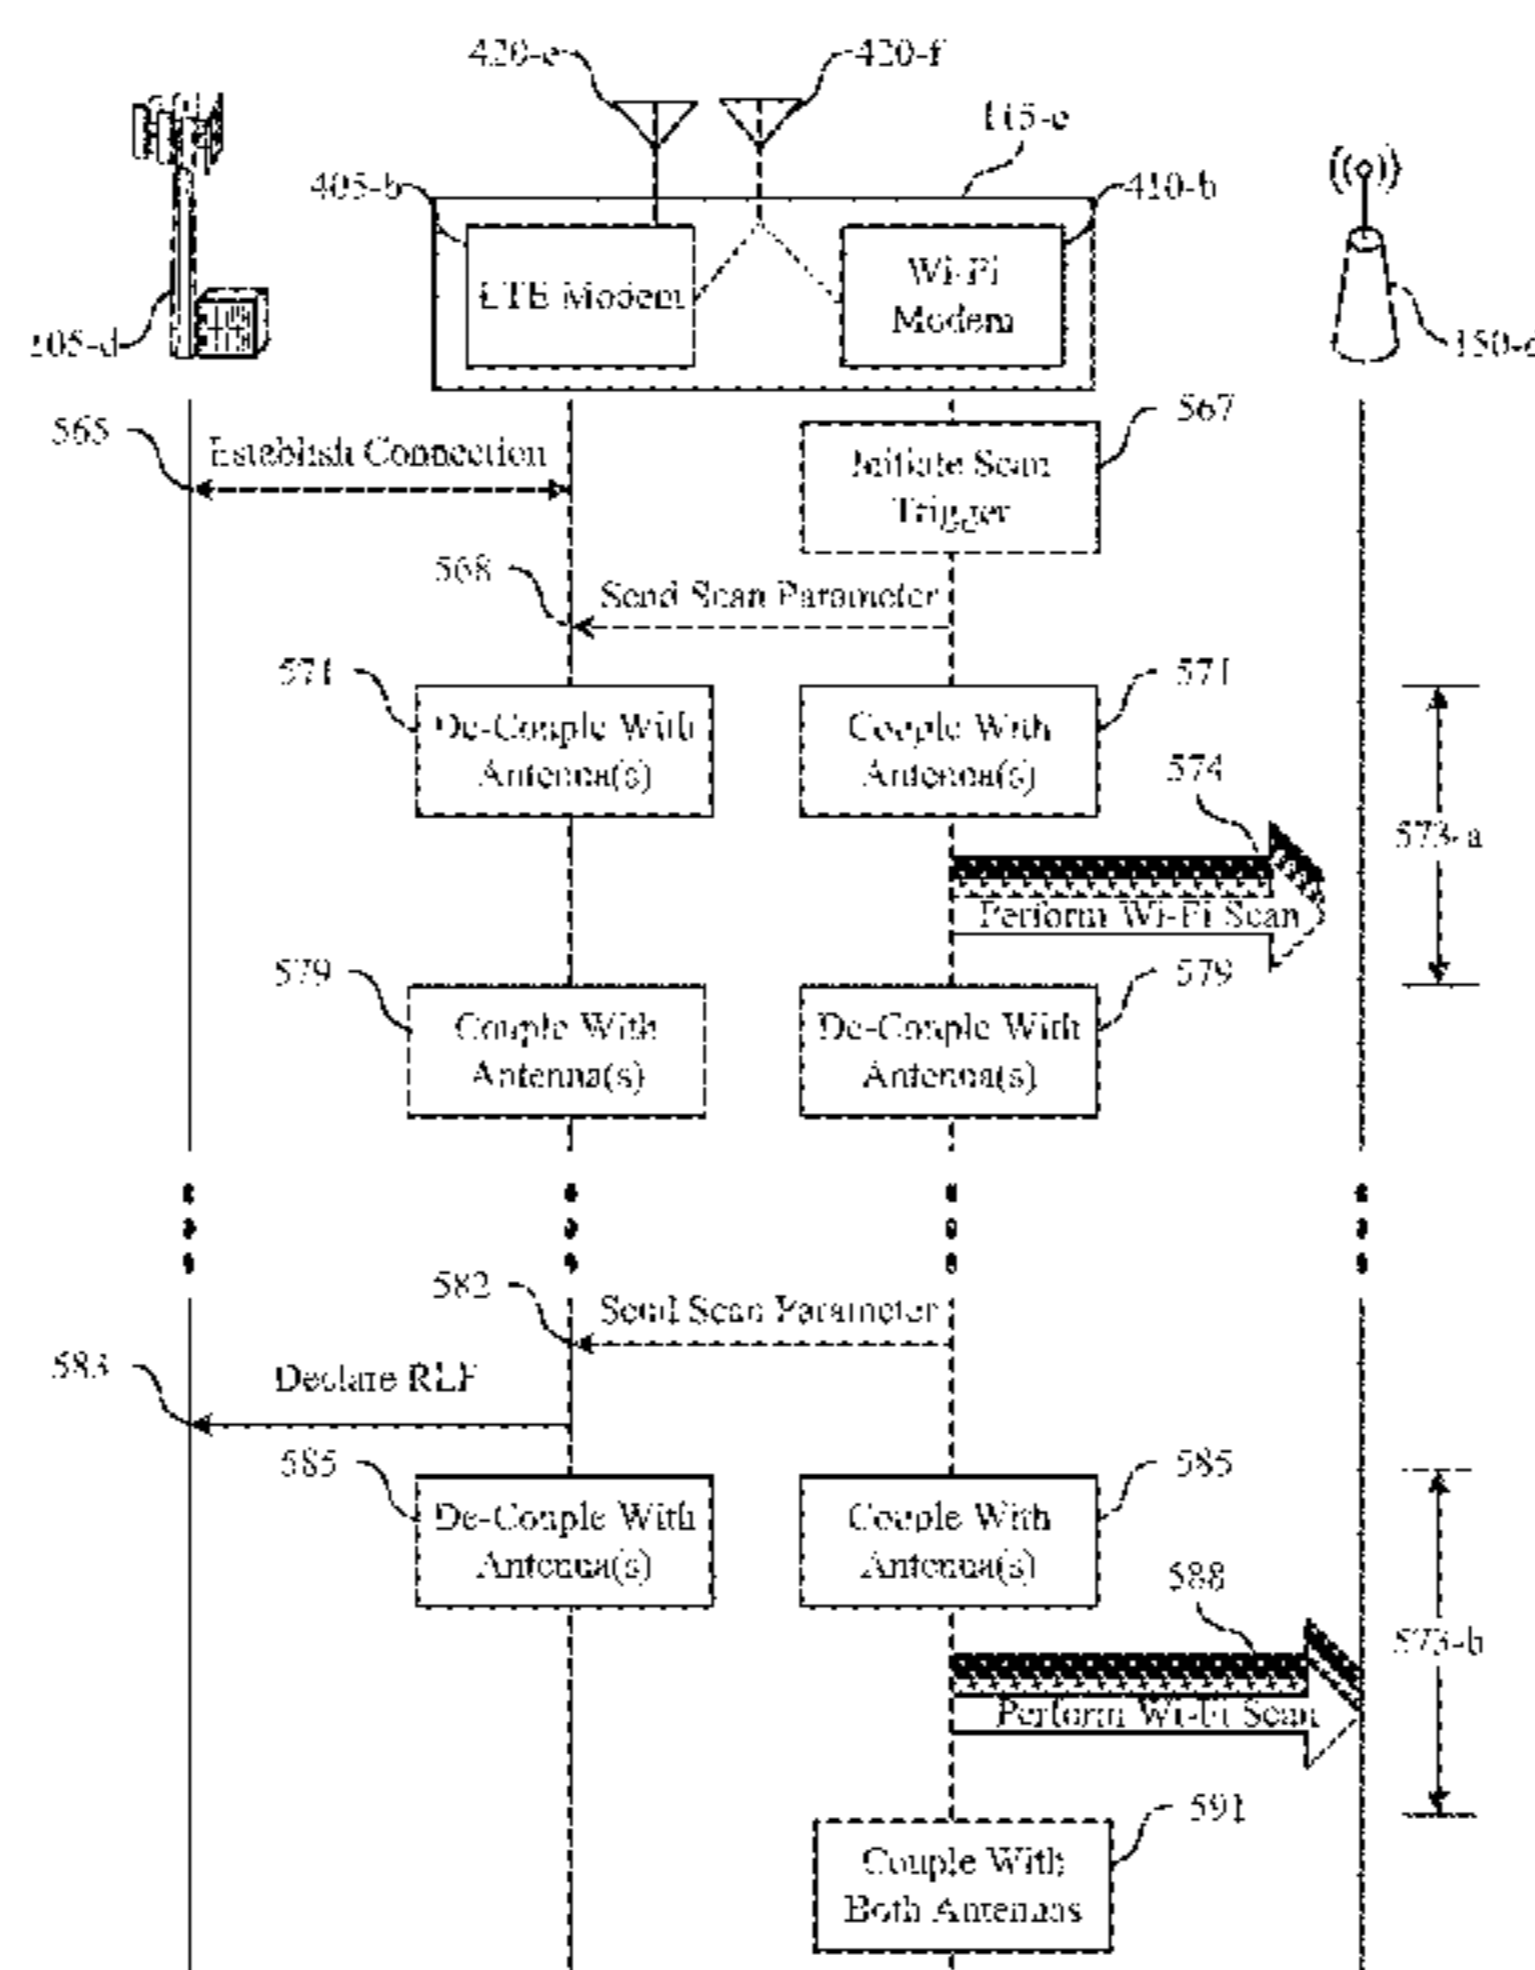 420-e
420-f
115-e
405-b
410-b
LTE Modem
Wi-Fi
Modem
105-d
565
Establish Connection
567
Initiate Scan
Trigger
568
Send Scan Parameter
571
De-Couple With
Antenna(s)
Couple With
Antenna(s)
571
574
573-a
Perform Wi-Fi Scan
579
Couple With
Antenna(s)
De-Couple With
Antenna(s)
579
582
Send Scan Parameter
583
Declare RLF
585
De-Couple With
Antenna(s)
Couple With
Antenna(s)
585
588
573-b
Perform Wi-Fi Scan
591
Couple With
Both Antennas